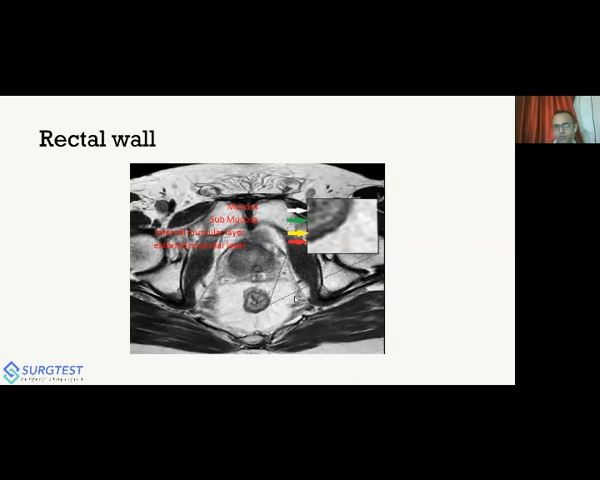 Rectal wall
Mucosa
Sub Mucosa
internal muscular layer
external muscular layer
SURGTEST